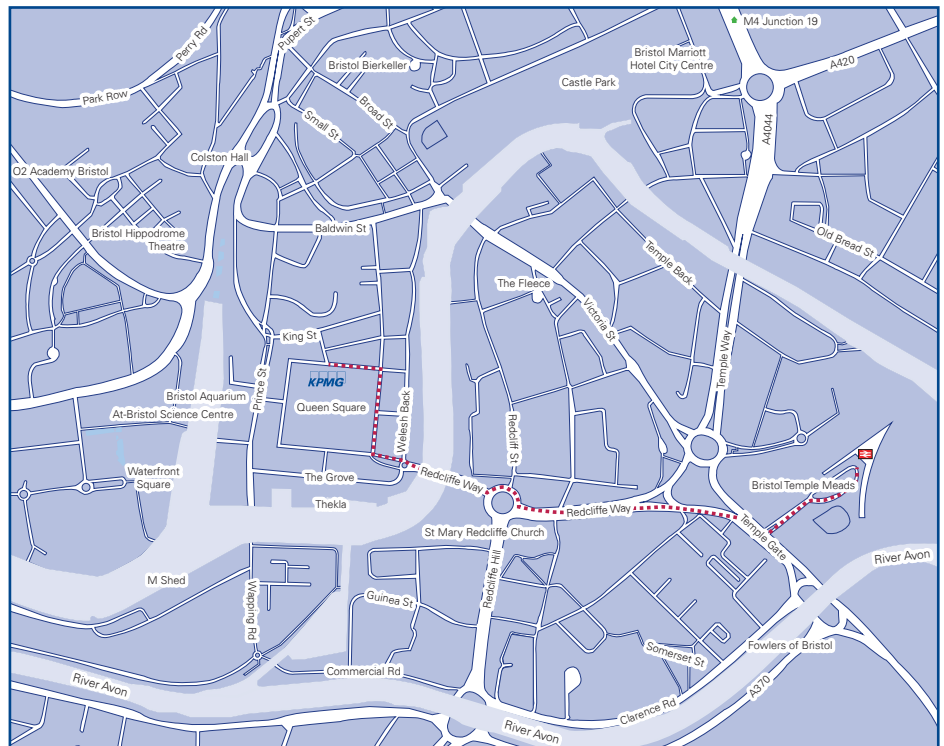 M4 Junction 19
Pupert St
Perry Rd
Bristol Marriott
Hotel City Centre
Bristol Bierkeller
A420
Castle Park
Park Row
Broad St
Small St
A4044
Colston Hall
O2 Academy Bristol
Baldwin St
Bristol Hippodrome
Theatre
Old Bread St
Temple Back
The Fleece
Victoria St
King St
Temple Way
KPMG
Prince St
Bristol Aquarium
Queen Square
At-Bristol Science Centre
Welesh Back
Redcliff St
Waterfront
Square
The Grove
Redcliffe Way
Bristol Temple Meads
Thekla
Redcliffe Way
Temple Gate
St Mary Redcliffe Church
River Avon
M Shed
Redcliffe Hill
Wapping Rd
Guinea St
Fowlers of Bristol
Somerset St
Commercial Rd
River Avon
A370
Clarence Rd
River Avon